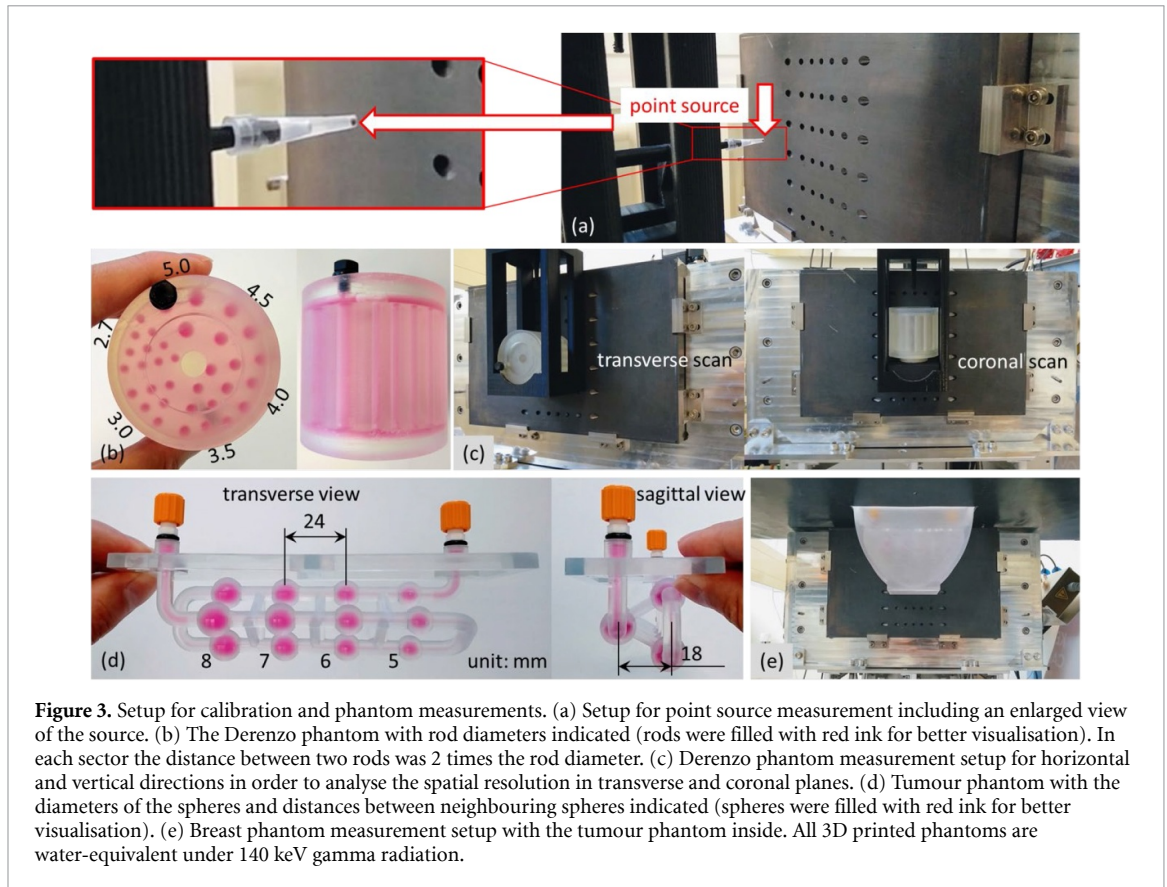 point source
(a)
5.0
4.5
2.7
4.0
3.0
3.5
(b)
transverse scan
coronal scan
(c)
transverse view
24
sagittal view
8 7 6 5
unit: mm
18
(d)
(e)
Figure 3. Setup for calibration and phantom measurements. (a) Setup for point source measurement including an enlarged view
of the source. (b) The Derenzo phantom with rod diameters indicated (rods were filled with red ink for better visualisation). In
each sector the distance between two rods was 2 times the rod diameter. (c) Derenzo phantom measurement setup for horizontal
and vertical directions in order to analyse the spatial resolution in transverse and coronal planes. (d) Tumour phantom with the
diameters of the spheres and distances between neighbouring spheres indicated (spheres were filled with red ink for better
visualisation). (e) Breast phantom measurement setup with the tumour phantom inside. All 3D printed phantoms are
water-equivalent under 140 keV gamma radiation.